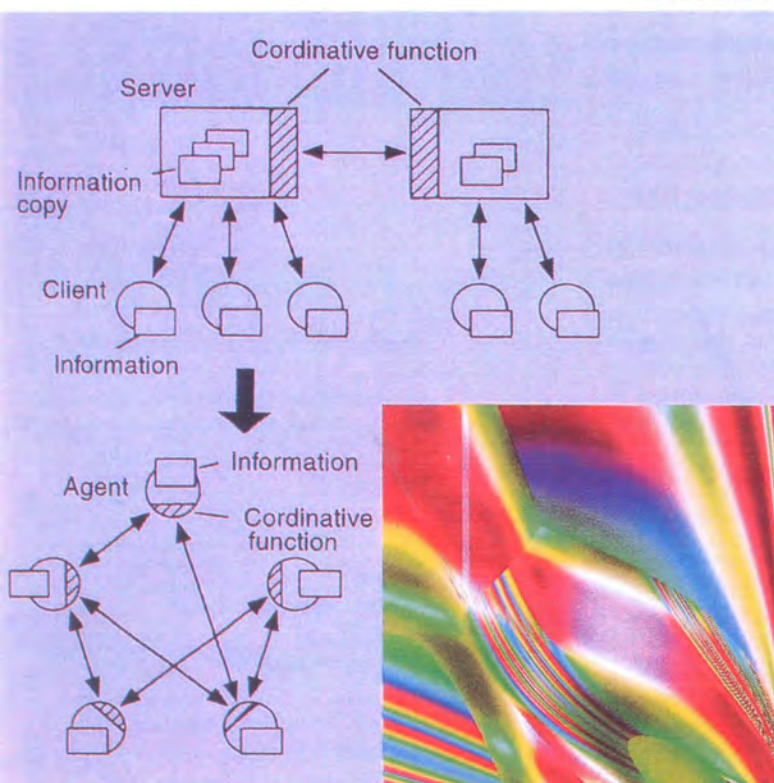 Cordinative function
Server
Information
copy
Client
Information
Information
Agent
Cordinative
function